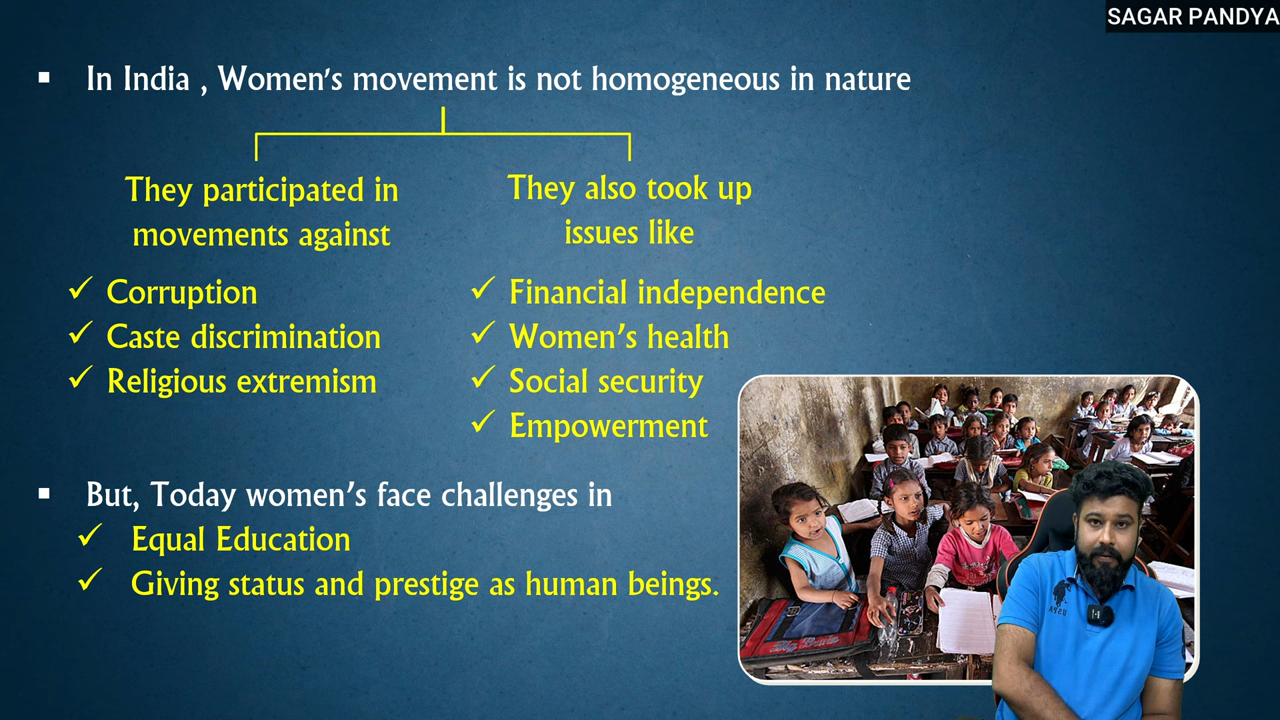 SAGAR PANDYA
▪ In India , Women's movement is not homogeneous in nature
They participated in
movements against
✓ Corruption
✓ Caste discrimination
✓ Religious extremism
They also took up
issues like
✓ Financial independence
✓ Women's health
✓ Social security
✓ Empowerment
▪ But, Today women's face challenges in
✓ Equal Education
✓ Giving status and prestige as human beings.